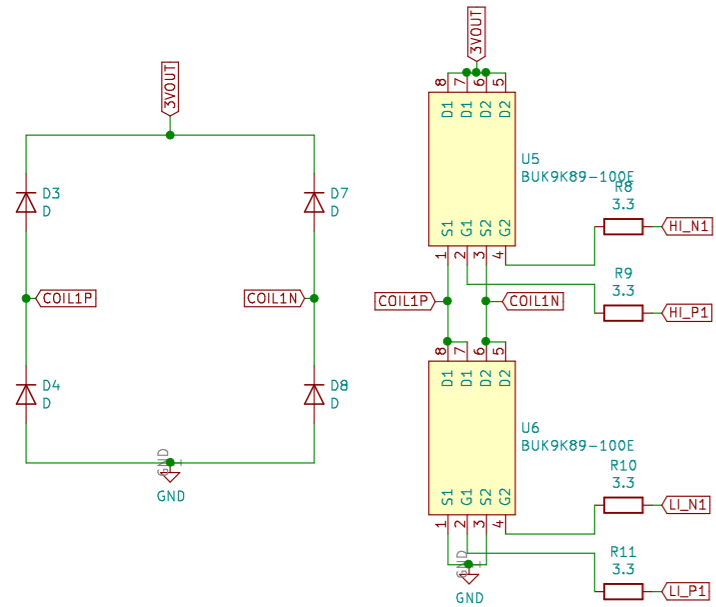 3VOUT
D3
D
D7
D
COIL1P
COIL1N
D4
D
D8
D
GND
1
GND
3VOUT
8
7
6
5
D1
D1
D2
D2
U5
BUK9K89-100E
S1
G1
S2
G2
1
2
3
4
R8
3.3
HI_N1
R9
3.3
HI_P1
COIL1P
COIL1N
8
7
6
5
D1
D1
D2
D2
U6
BUK9K89-100E
S1
G1
S2
G2
1
2
3
4
R10
3.3
LI_N1
R11
3.3
LI_P1
GND
1
GND